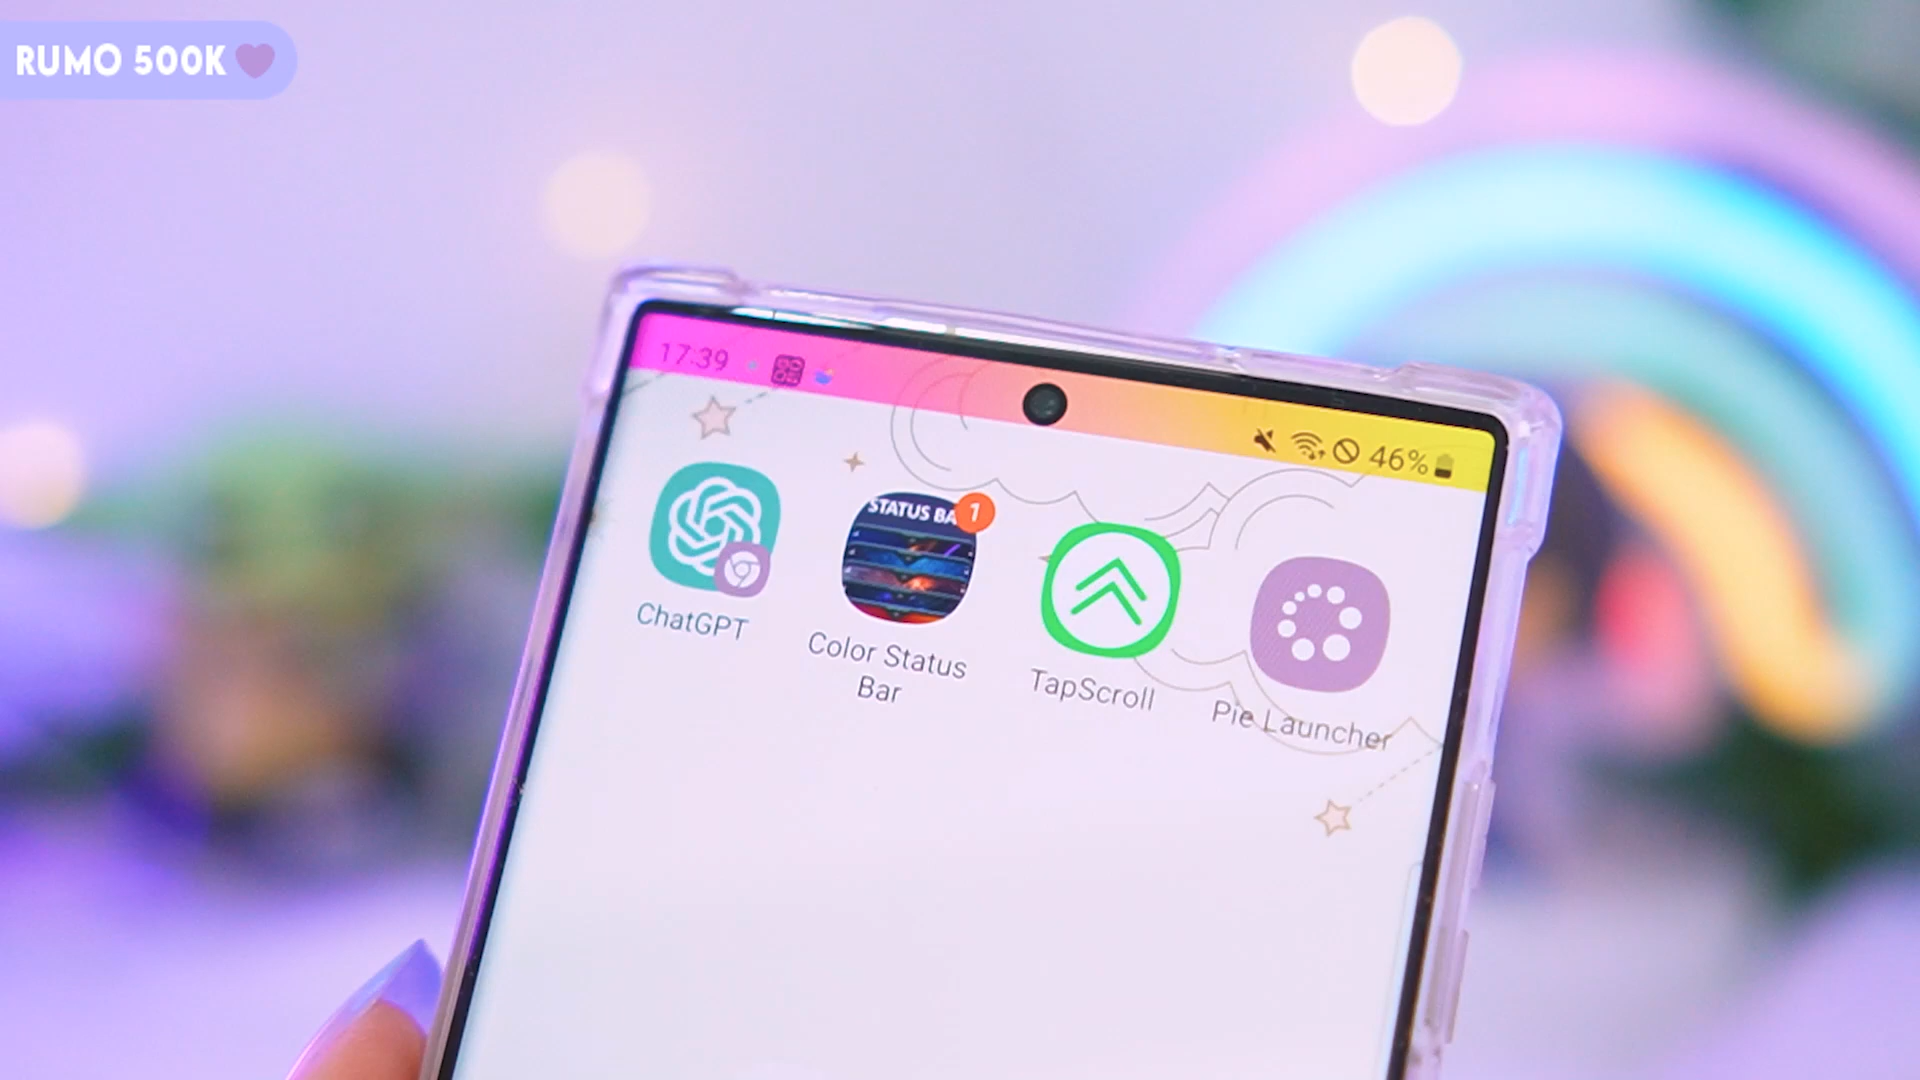 RUMO 500K
17:39
46%
STATUS BA
1
ChatGPT
Color Status
Bar
TapScroll
Pie Launcher